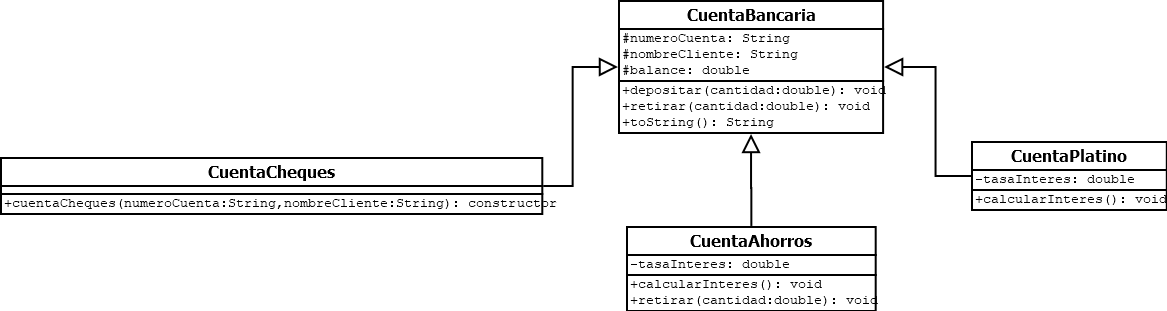 CuentaBancaria
#numeroCuenta: String
#nombreCliente: String
#balance: double
+depositar(cantidad:double): void
+retirar(cantidad:double): void
+toString(): String
CuentaCheques
+cuentaCheques(numeroCuenta:String,nombreCliente:String): constructor
CuentaPlatino
-tasaInteres: double
+calcularInteres(): void
CuentaAhorros
-tasaInteres: double
+calcularInteres(): void
+retirar(cantidad:double): void